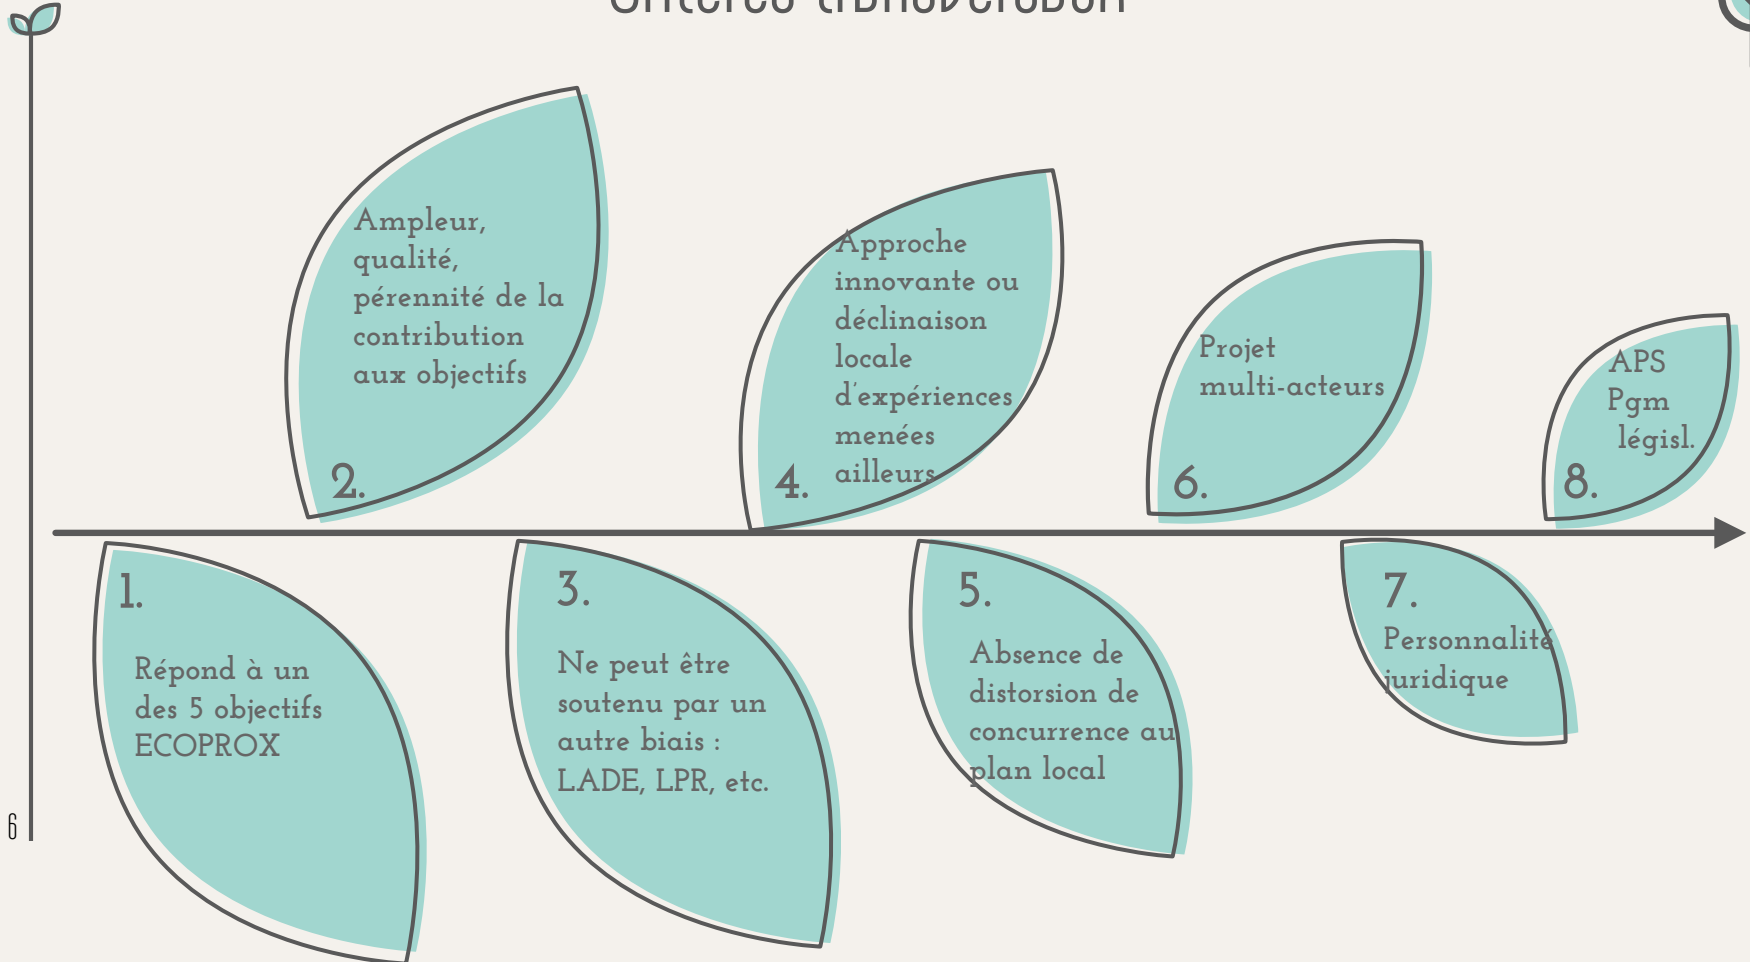 Critères transversaux
1.
Répond à un
des 5 objectifs
ECOPROX
2.
Ampleur,
qualité,
pérennité de la
contribution
aux objectifs
3.
Ne peut être
soutenu par un
autre biais :
LADE, LPR, etc.
4.
Approche
innovante ou
déclinaison
locale
d'expériences
menées
ailleurs
5.
Absence de
distorsion de
concurrence au
plan local
6.
Projet
multi-acteurs
7.
Personnalité
juridique
8.
APS
Pgm
législ.
6